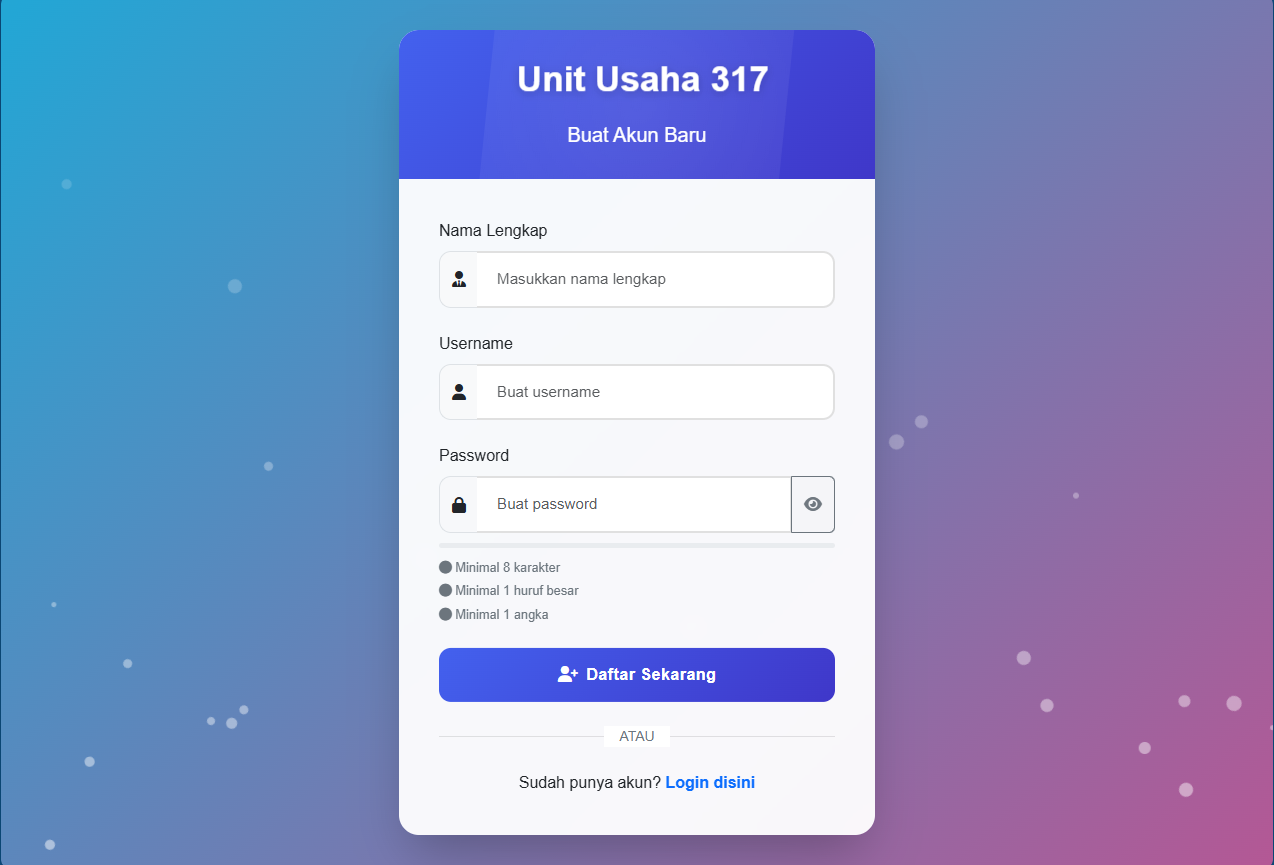 Unit Usaha 317
Buat Akun Baru
Nama Lengkap
Masukkan nama lengkap
Username
Buat username
Password
Buat password
Minimal 8 karakter
Minimal 1 huruf besar
Minimal 1 angka
Daftar Sekarang
ATAU
Sudah punya akun? Login disini